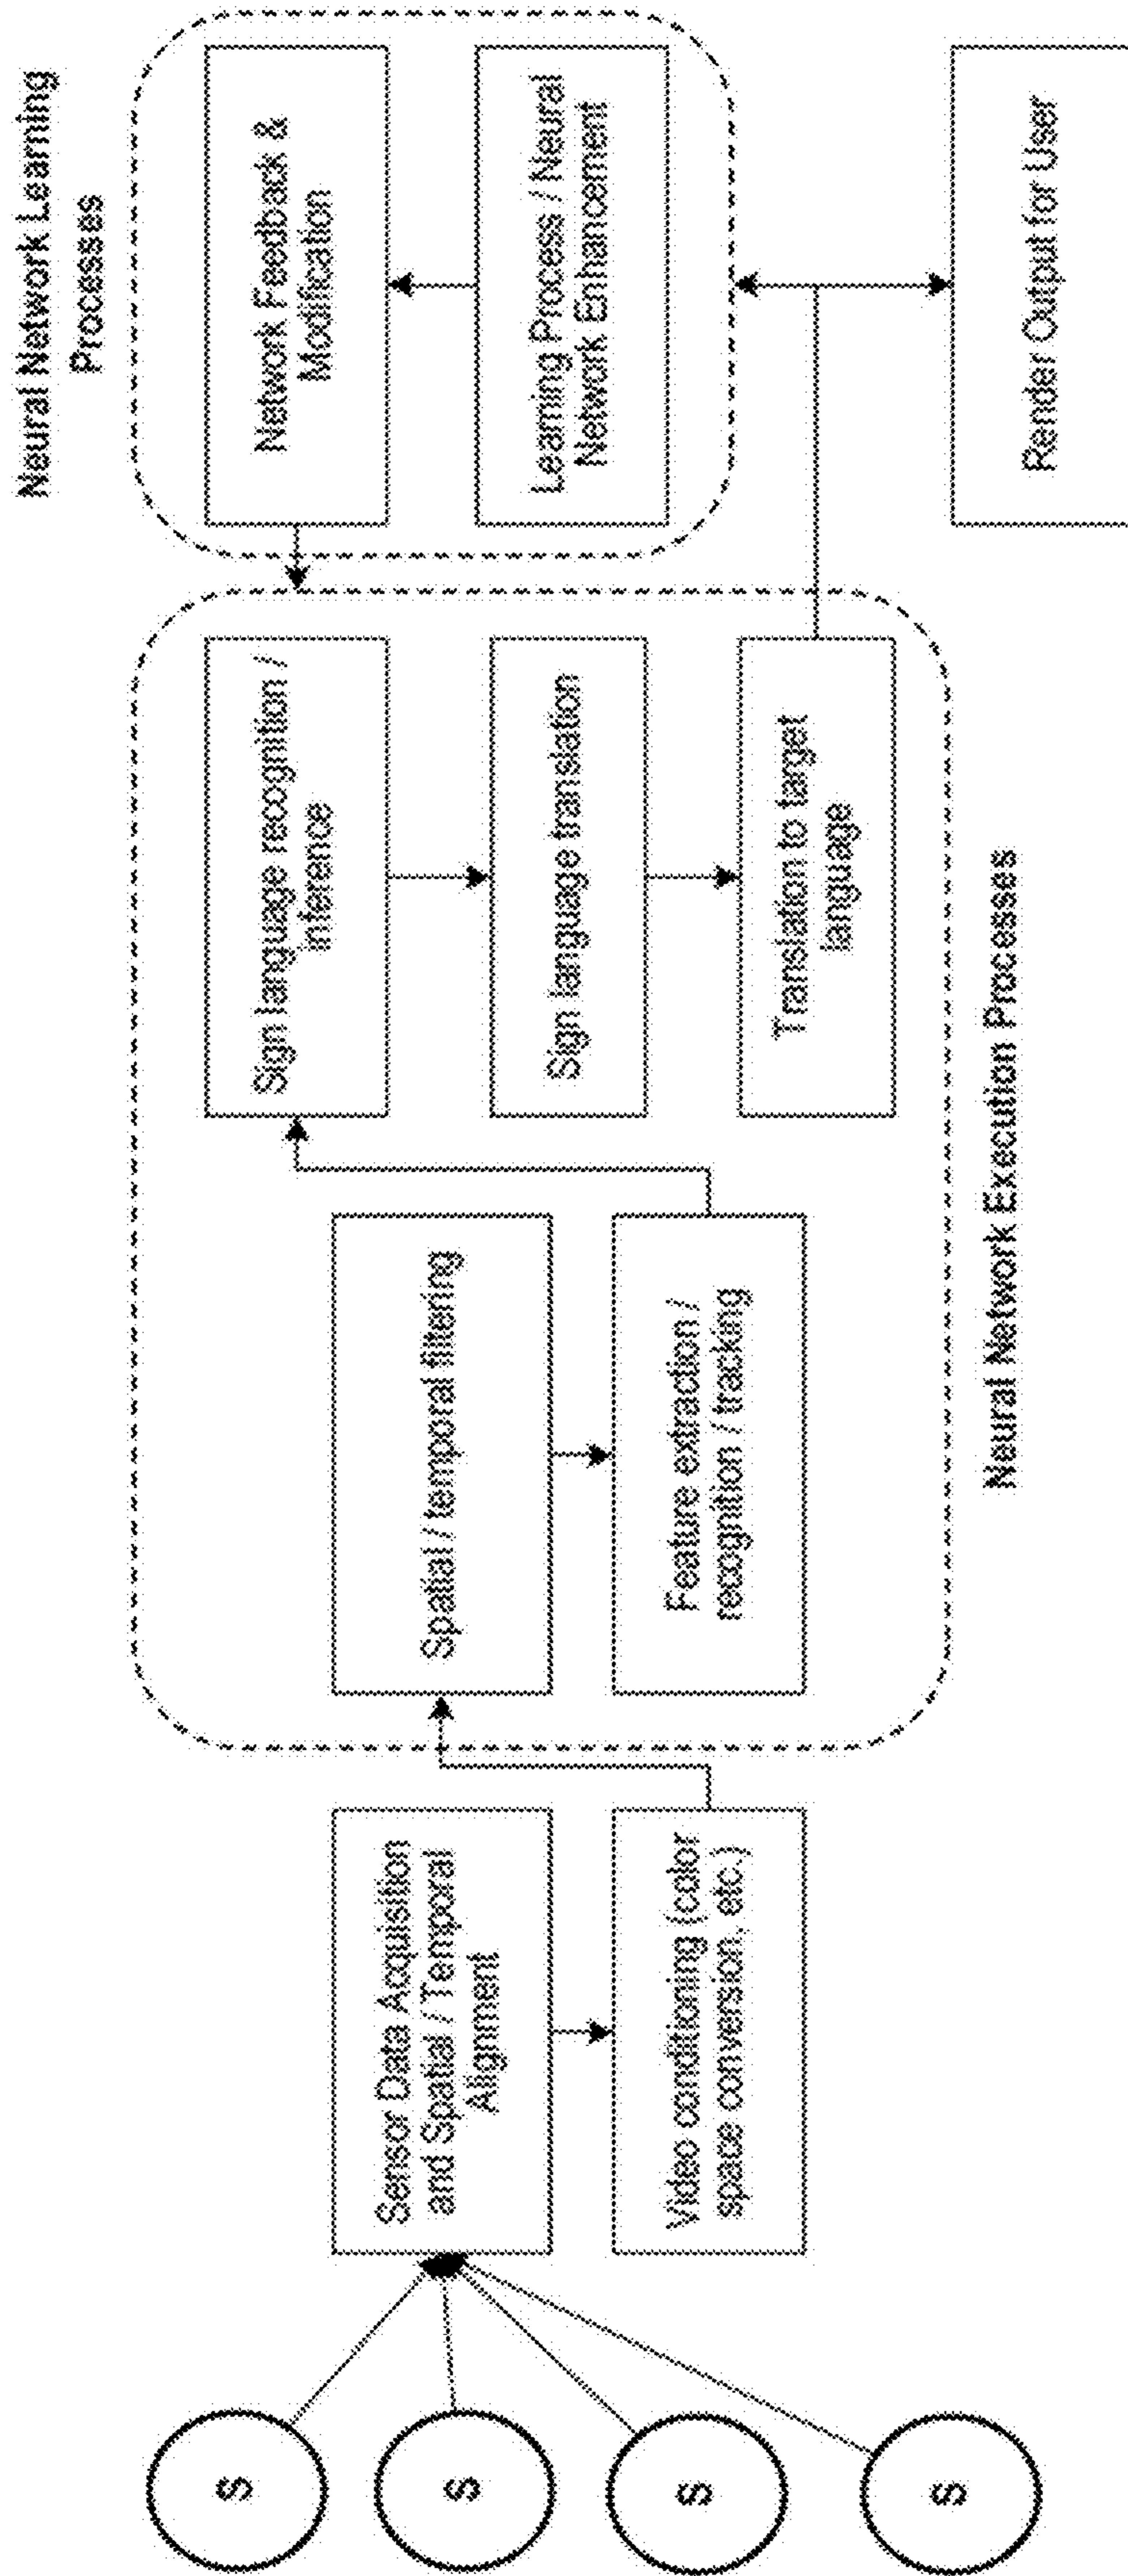 S
S
S
S
Sensor Data Acquisition
and Spatial / Temporal
Alignment
Video conditioning (color
space conversion, etc.)
Spatial / temporal filtering
Feature extraction /
recognition / tracking
Sign language recognition /
inference
Sign language translation
Translation to target
language
Neural Network Execution Processes
Neural Network Learning
Processes
Network Feedback &
Modification
Learning Process / Neural
Network Enhancement
Render Output for User